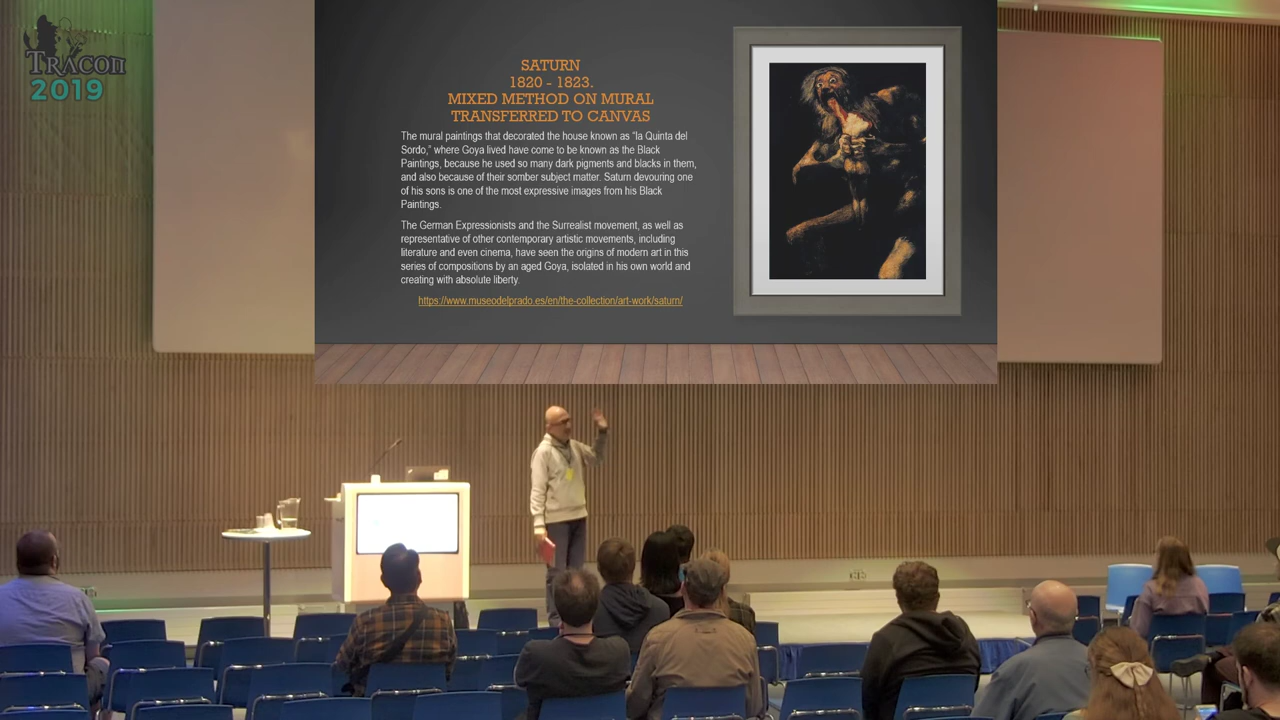 TRACON
2019
SATURN
1820 - 1823.
MIXED METHOD ON MURAL
TRANSFERRED TO CANVAS
The mural paintings that decorated the house known as "la Quinta del
Sordo," where Goya lived have come to be known as the Black
Paintings, because he used so many dark pigments and blacks in them,
and also because of their somber subject matter. Saturn devouring one
of his sons is one of the most expressive images from his Black
Paintings.
The German Expressionists and the Surrealist movement, as well as
representative of other contemporary artistic movements, including
literature and even cinema, have seen the origins of modern art in this
series of compositions by an aged Goya, isolated in his own world and
creating with absolute liberty.
https://www.museodelprado.es/en/the-collection/art-work/saturn/